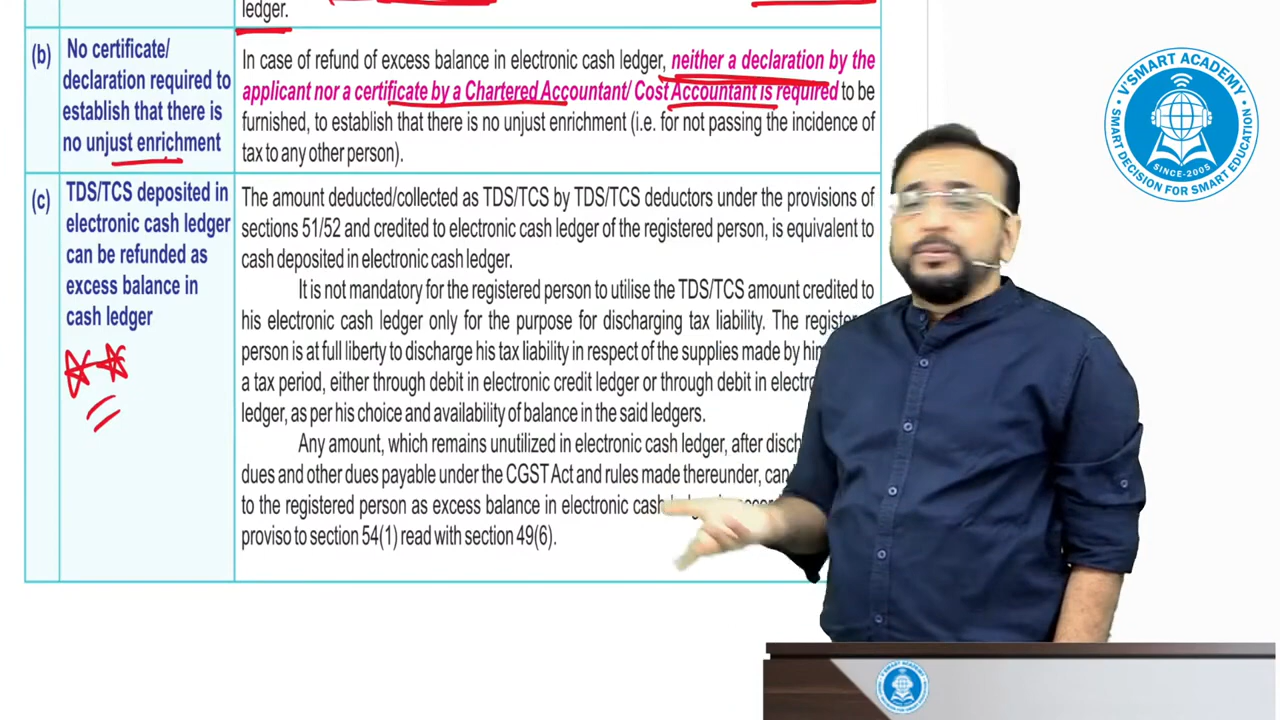 ledger.
(b)
No certificate/
declaration required to
establish that there is
no unjust enrichment
In case of refund of excess balance in electronic cash ledger, neither a declaration by the
applicant nor a certificate by a Chartered Accountant/ Cost Accountant is required to be
furnished, to establish that there is no unjust enrichment (i.e. for not passing the incidence of
tax to any other person).
(c)
TDS/TCS deposited in
electronic cash ledger
can be refunded as
excess balance in
cash ledger
The amount deducted/collected as TDS/TCS by TDS/TCS deductors under the provisions of
sections 51/52 and credited to electronic cash ledger of the registered person, is equivalent to
cash deposited in electronic cash ledger.
It is not mandatory for the registered person to utilise the TDS/TCS amount credited to
his electronic cash ledger only for the purpose for discharging tax liability. The
person is at full liberty to discharge his tax liability in respect of the supplies made by
a tax period, either through debit in electronic credit ledger or through debit in
ledger, as per his choice and availability of balance in the said ledgers.
Any amount, which remains unutilized in electronic cash ledger, after
dues and other dues payable under the CGST Act and rules made thereunder,
to the registered person as excess balance in electronic cash
proviso to section 54(1) read with section 49(6).
V'SMART ACADEMY
SINCE-2005
SMART DECISION FOR SMART EDUCATION